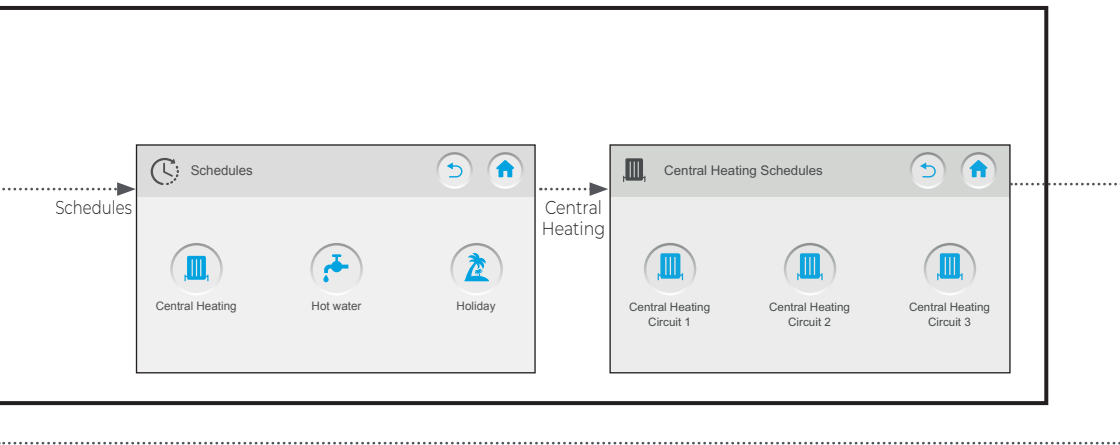 Schedules
Schedules
Central Heating
Hot water
Holiday
Central
Heating
Central Heating Schedules
Central Heating
Circuit 1
Central Heating
Circuit 2
Central Heating
Circuit 3